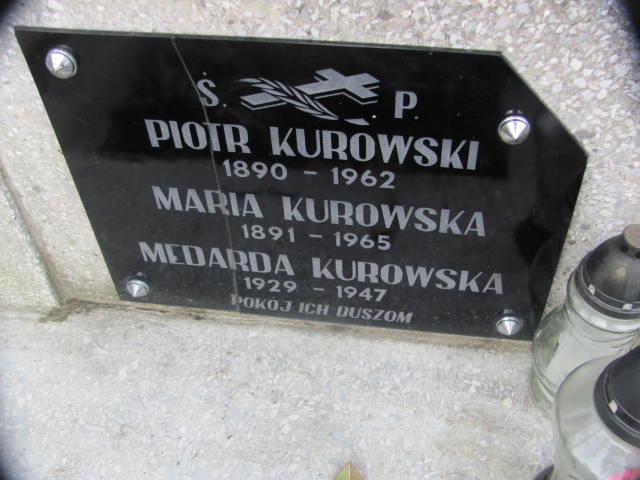 Ś. P.
PIOTR KUROWSKI
1890 - 1962
MARIA KUROWSKA
1891 - 1965
MEDARDA KUROWSKA
1929 - 1947
POKÓJ ICH DUSZOM